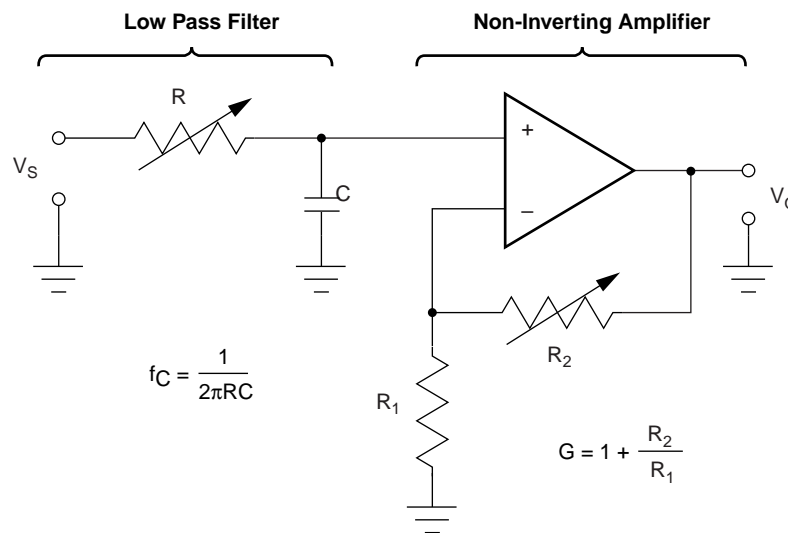 Low Pass Filter
Non-Inverting Amplifier
R
+
V_S
C
V
−
R_2
f_C = 1 / 2πRC
R_1
G = 1 + R_2 / R_1